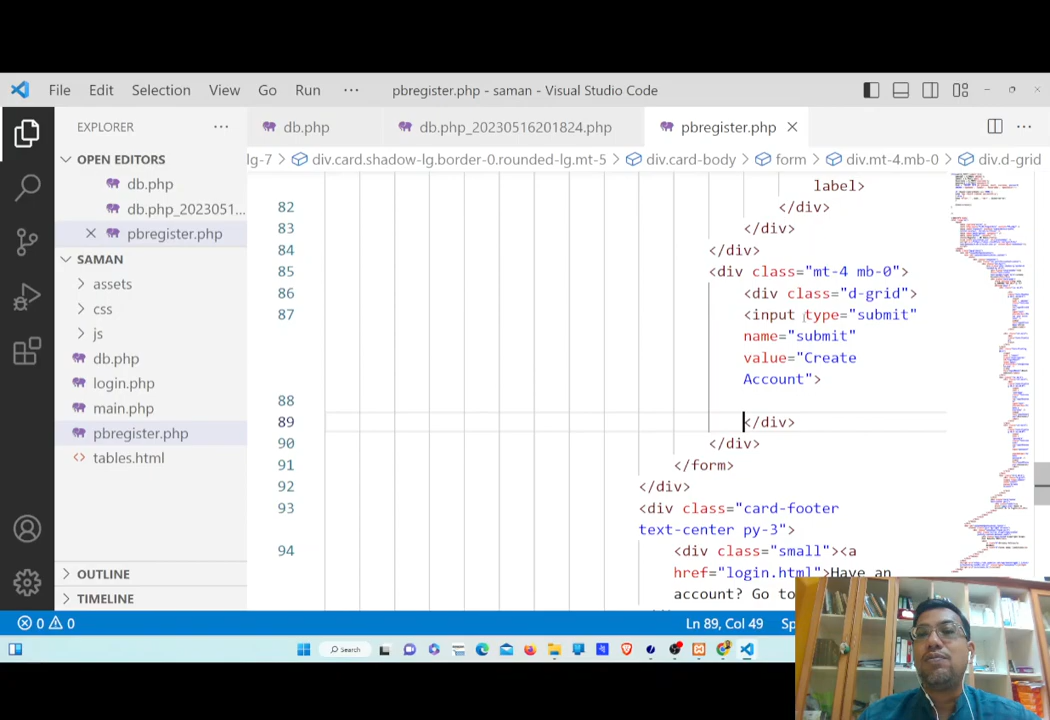 File Edit Selection View Go Run ··· pbregister.php - saman - Visual Studio Code
EXPLORER ···
db.php db.php_20230516201824.php pbregister.php
OPEN EDITORS
lg-7 > div.card.shadow-lg.border-0.rounded-lg.mt-5 > div.card-body > form > div.mt-4.mb-0 > div.d-grid
db.php
db.php_2023051...
pbregister.php
SAMAN
assets
css
js
db.php
login.php
main.php
pbregister.php
tables.html
OUTLINE
TIMELINE
label>
82 </div>
83 </div>
84 </div>
85 <div class="mt-4 mb-0">
86 <div class="d-grid">
87 <input type="submit"
name="submit"
value="Create
Account">
88
89 </div>
90 </div>
91 </form>
92 </div>
93 <div class="card-footer
text-center py-3">
94 <div class="small"><a
href="login.html">Have an
account? Go to
0 0 Ln 89, Col 49 Sp
Search